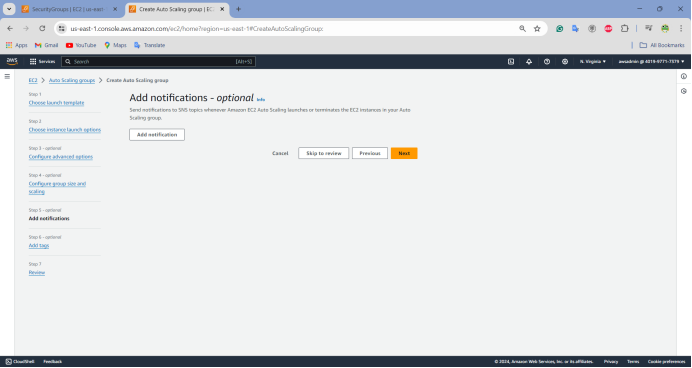 SecurityGroups | EC2 | us-east-
Create Auto Scaling group | EC2
us-east-1.console.aws.amazon.com/ec2/home?region=us-east-1#CreateAutoScalingGroup:
Apps
Gmail
YouTube
Maps
Translate
All Bookmarks
aws
Services
Search
[Alt+S]
N. Virginia
EC2 > Auto Scaling groups > Create Auto Scaling group
Step 1
Choose launch template
Step 2
Choose instance launch options
Step 3 - optional
Configure advanced options
Step 4 - optional
Configure group size and
scaling
Step 5 - optional
Add notifications
Step 6 - optional
Add tags
Step 7
Review
Add notifications - optional Info
Send notifications to SNS topics whenever Amazon EC2 Auto Scaling launches or terminates the EC2 instances in your Auto
Scaling group.
Add notification
Cancel
Skip to review
Previous
Next
CloudShell
Feedback
© 2024, Amazon Web Services, Inc. or its affiliates.
Privacy
Terms
Cookie preferences